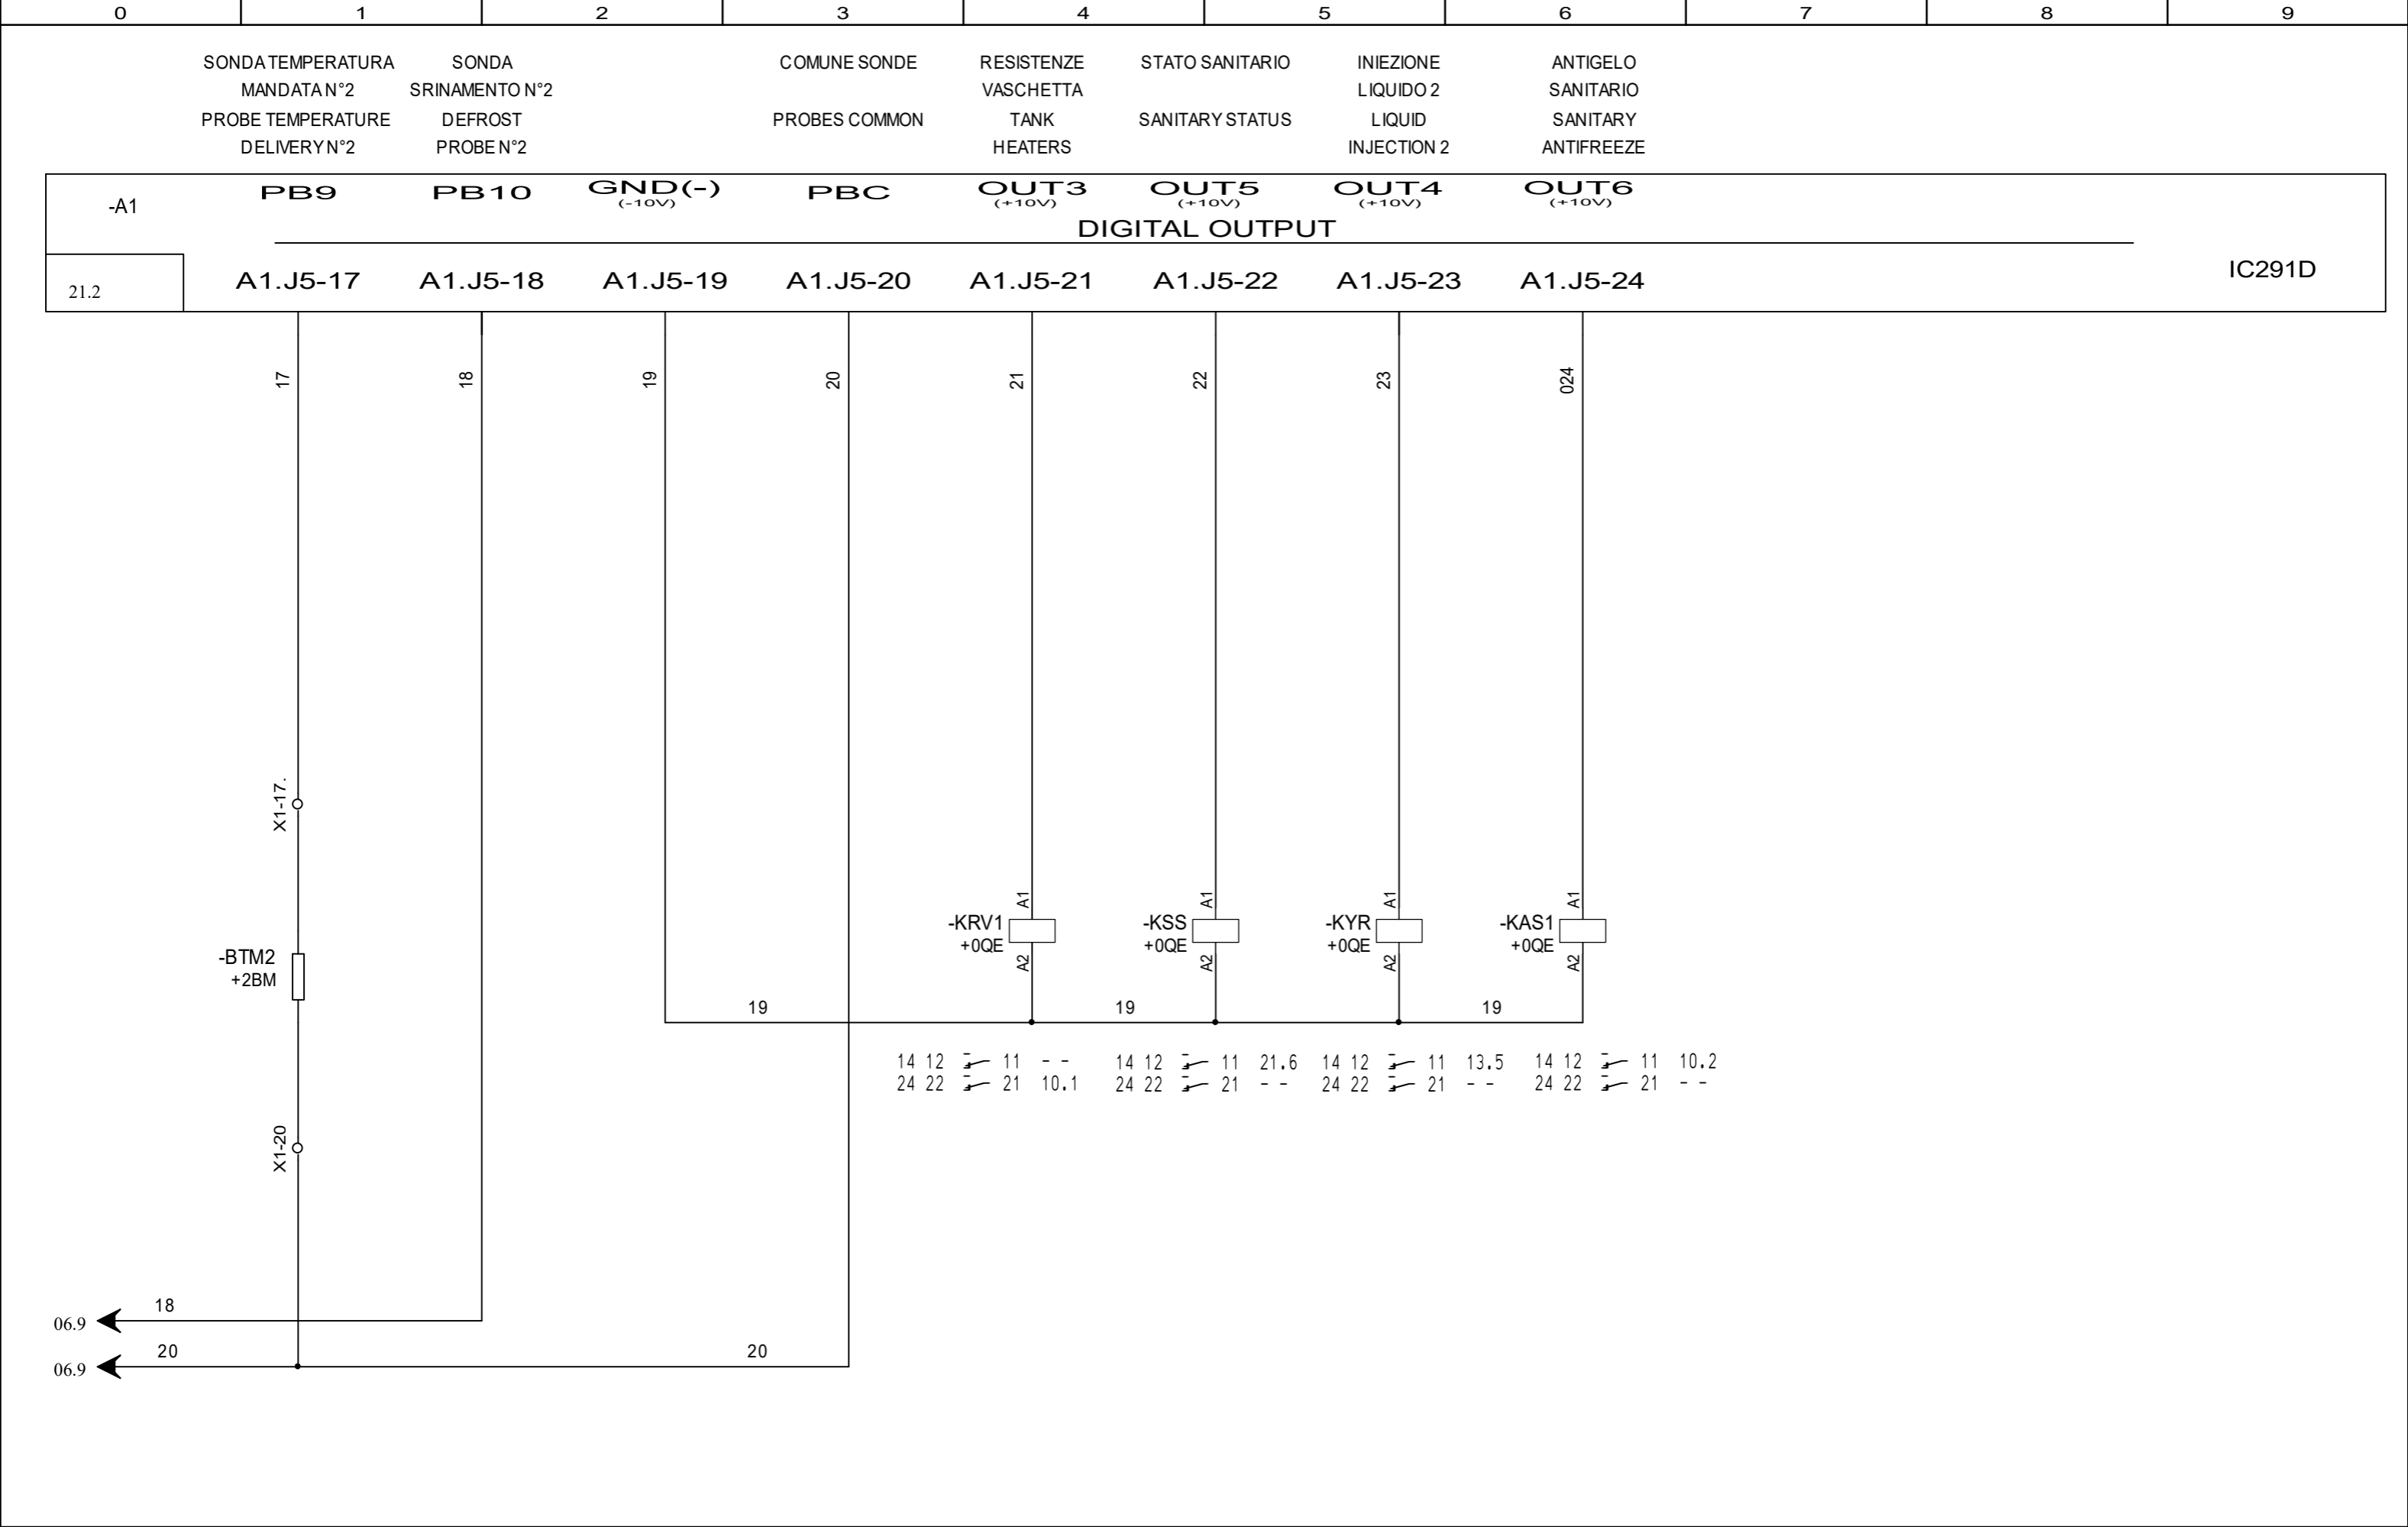 0 1 2 3 4 5 6 7 8 9
SONDA TEMPERATURA
MANDATA N°2
PROBE TEMPERATURE
DELIVERY N°2
SONDA
SRINAMENTO N°2
DEFROST
PROBE N°2
COMUNE SONDE
PROBES COMMON
RESISTENZE
VASCHETTA
TANK
HEATERS
STATO SANITARIO
SANITARY STATUS
INIEZIONE
LIQUIDO 2
LIQUID
INJECTION 2
ANTIGELO
SANITARIO
SANITARY
ANTIFREEZE
-A1
21.2
PB9
PB10
GND(-)
(-10V)
PBC
OUT3
(+10V)
OUT5
(+10V)
OUT4
(+10V)
OUT6
(+10V)
DIGITAL OUTPUT
A1.J5-17
A1.J5-18
A1.J5-19
A1.J5-20
A1.J5-21
A1.J5-22
A1.J5-23
A1.J5-24
IC291D
17
18
19
20
21
22
23
024
X1-17.
-BTM2
+2BM
X1-20
A1
-KRV1
+0QE
A2
A1
-KSS
+0QE
A2
A1
-KYR
+0QE
A2
A1
-KAS1
+0QE
A2
19
19
19
14 12 11 - -
24 22 21 10.1
14 12 11 21.6
24 22 21 - -
14 12 11 13.5
24 22 21 - -
14 12 11 10.2
24 22 21 - -
18
06.9
20
20
06.9